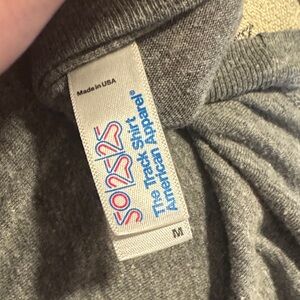 Made in USA
50/25/25
The Track Shirt
American Apparel®
M